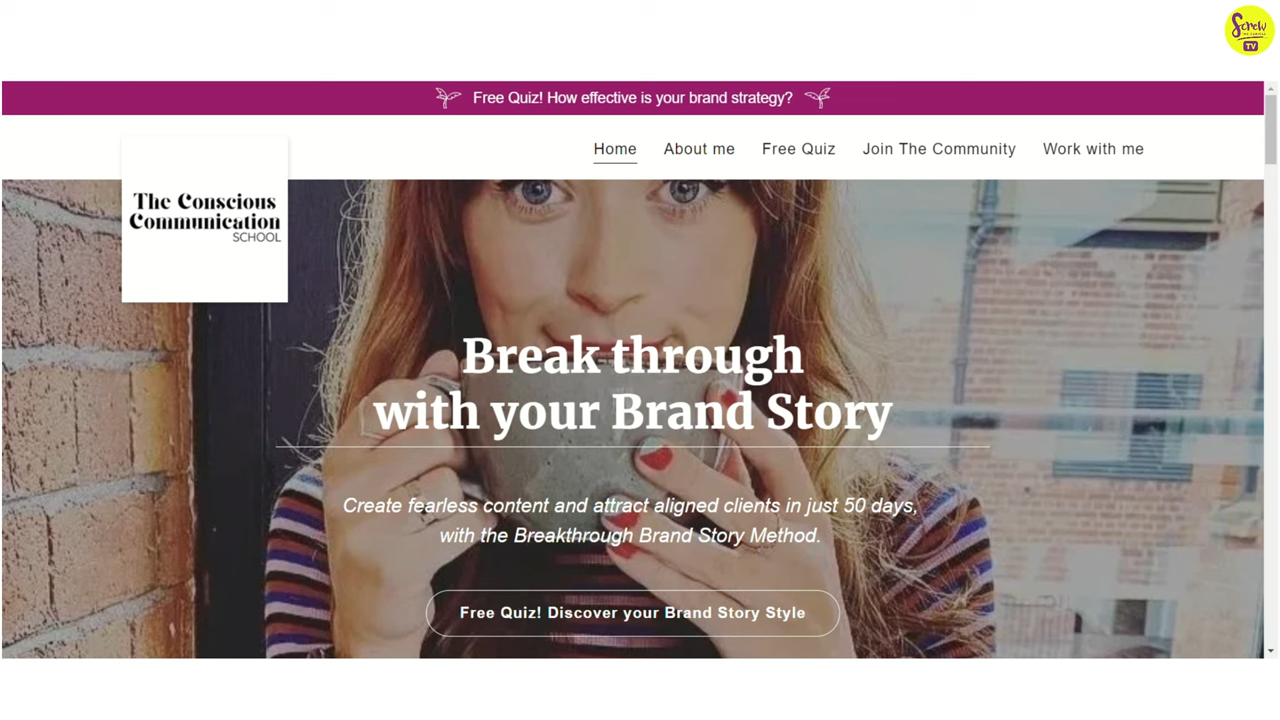 Screw
TV
Free Quiz! How effective is your brand strategy?
Home About me Free Quiz Join The Community Work with me
The Conscious
Communication
SCHOOL
Break through
with your Brand Story
Create fearless content and attract aligned clients in just 50 days,
with the Breakthrough Brand Story Method.
Free Quiz! Discover your Brand Story Style